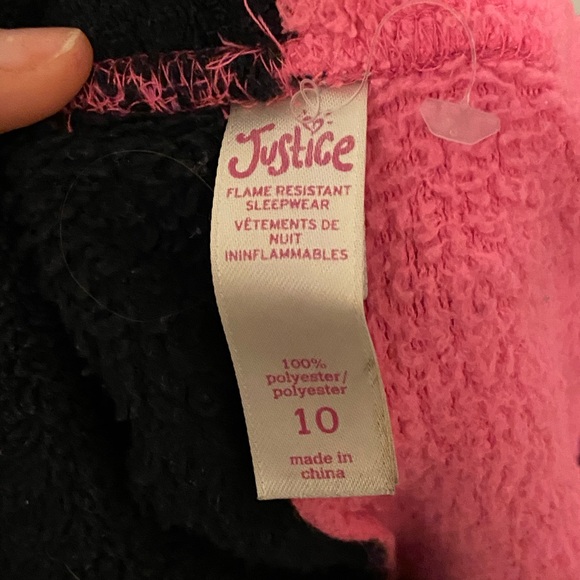 Justice
FLAME RESISTANT
SLEEPWEAR
VÊTEMENTS DE
NUIT
ININFLAMMABLES
100%
polyester/
polyester
10
made in
china